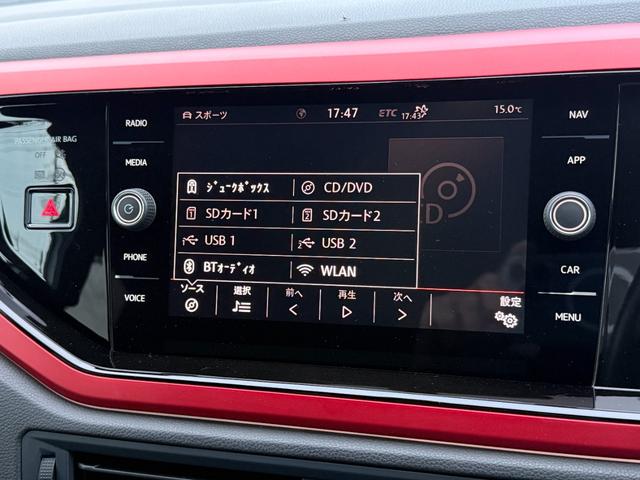 スポーツ 17:47 ETC 17:43 15.0℃
ｼﾞｭｰｸﾎﾞｯｸｽ CD/DVD
SDカード1 SDカード2
USB 1 USB 2
BTｵｰﾃﾞｨｵ WLAN
ソース 選択 前へ 再生 次へ 設定
RADIO
MEDIA
PHONE
VOICE
NAV
APP
CAR
MENU
PASSENGER AIR BAG
OFF